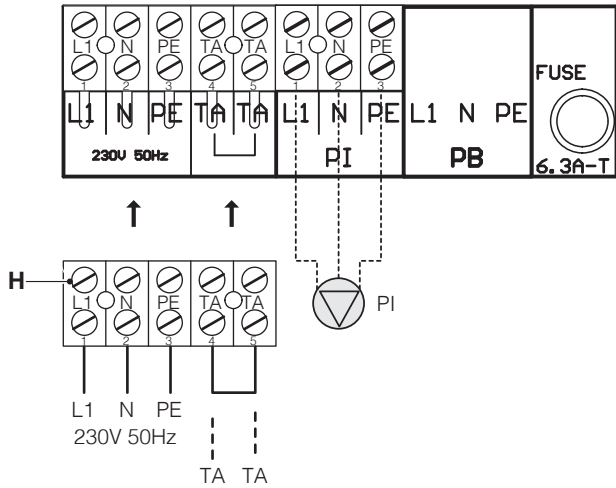 L1 N PE TA TA L1 N PE
1 2 3 4 5 1 2 3
L1 N PE TA TA L1 N PE L1 N PE
FUSE
230V 50Hz PI PB 6.3A-T
H
L1 N PE TA TA
1 2 3 4 5
PI
L1 N PE
230V 50Hz
TA TA